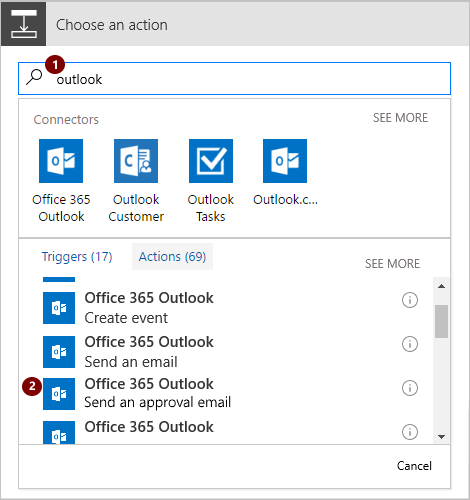 Choose an action
1
outlook
Connectors
SEE MORE
Office 365
Outlook
Outlook
Customer
Outlook
Tasks
Outlook.c...
Triggers (17)
Actions (69)
SEE MORE
Office 365 Outlook
Create event
Office 365 Outlook
Send an email
2
Office 365 Outlook
Send an approval email
Office 365 Outlook
Cancel